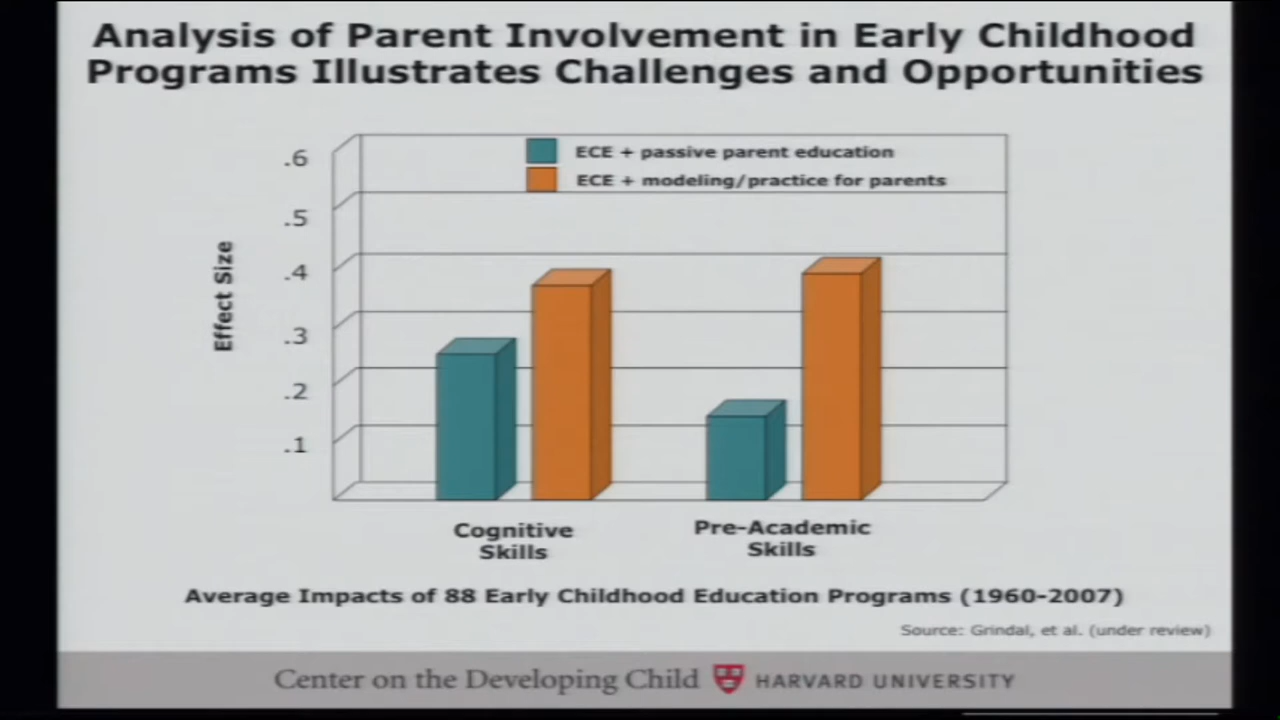 Analysis of Parent Involvement in Early Childhood
Programs Illustrates Challenges and Opportunities
ECE + passive parent education
ECE + modeling/practice for parents
.6
.5
.4
.3
.2
.1
Effect Size
Cognitive
Skills
Pre-Academic
Skills
Average Impacts of 88 Early Childhood Education Programs (1960-2007)
Source: Grindal, et al. (under review)
Center on the Developing Child HARVARD UNIVERSITY